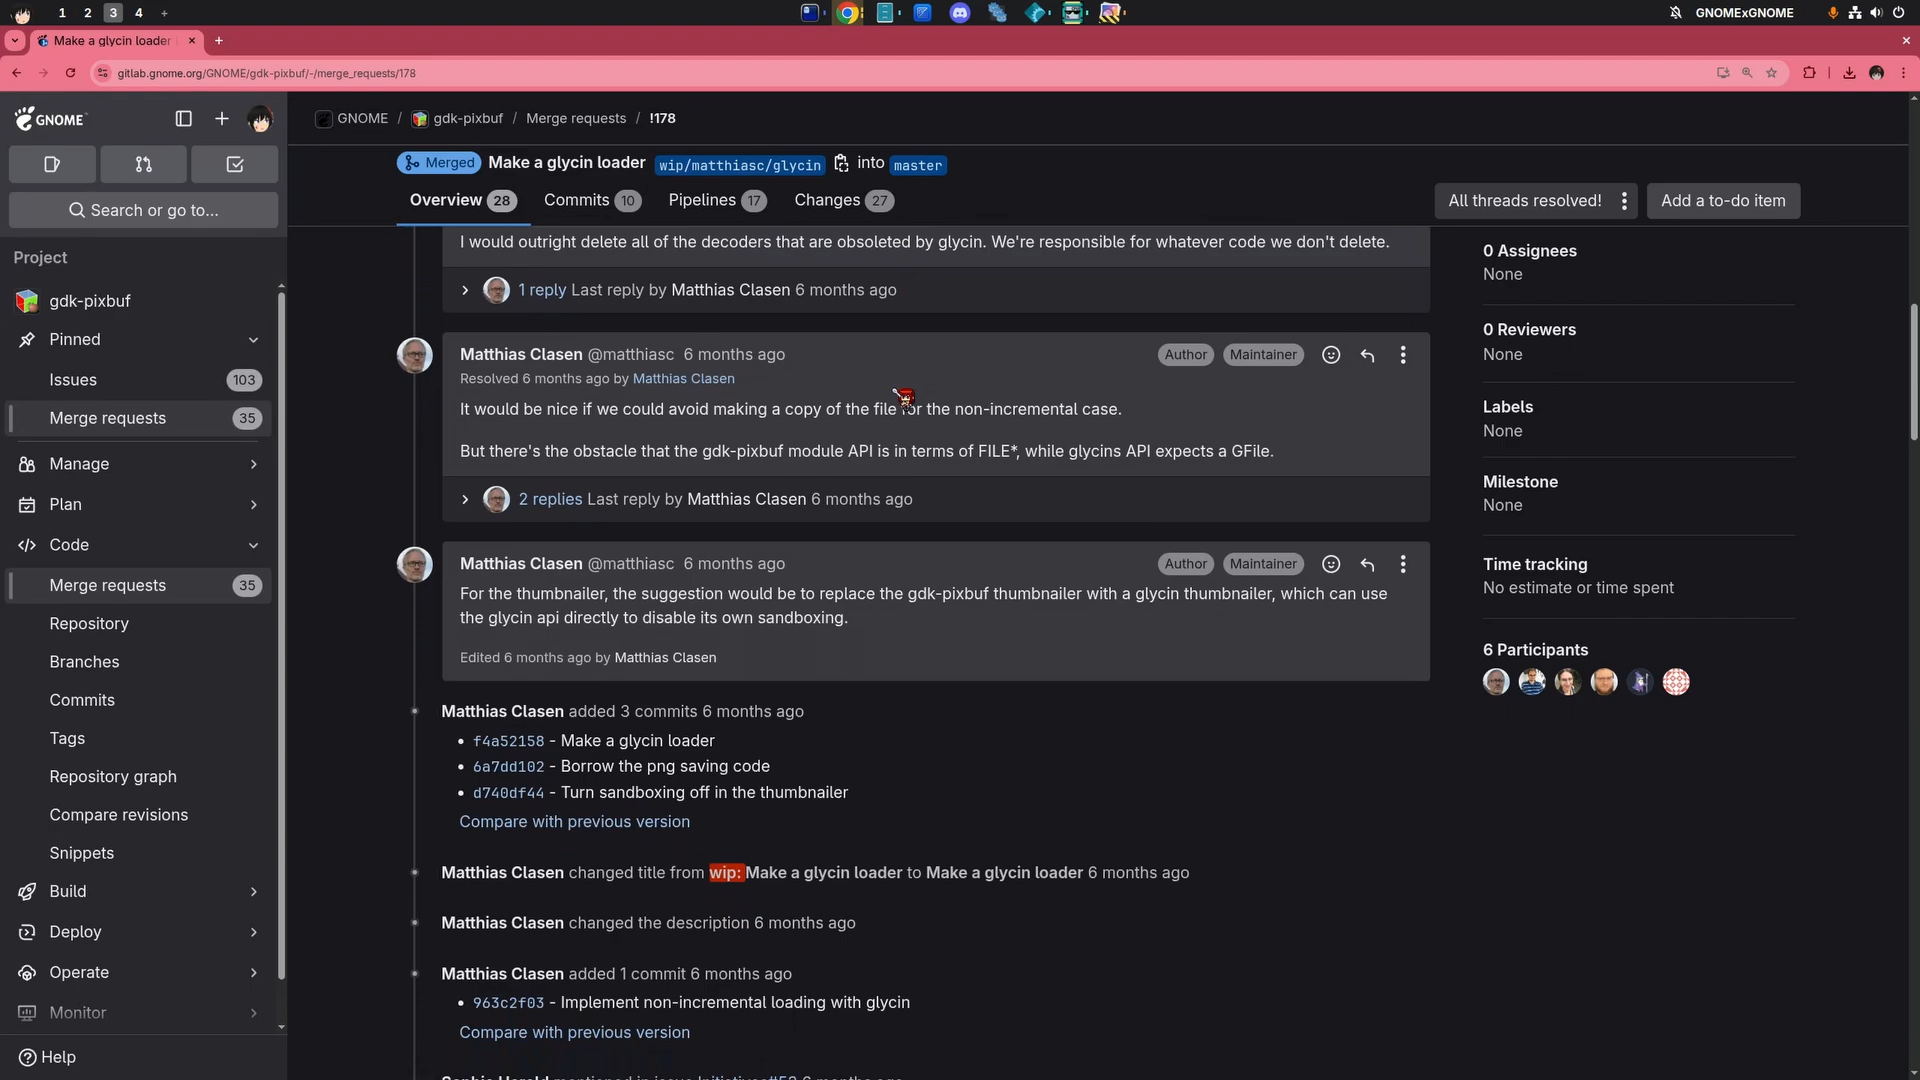 1 2 3 4 +
GNOMExGNOME
Make a glycin loader
gitlab.gnome.org/GNOME/gdk-pixbuf/-/merge_requests/178
GNOME
Search or go to...
Project
gdk-pixbuf
Pinned
Issues 103
Merge requests 35
Manage
Plan
Code
Merge requests 35
Repository
Branches
Commits
Tags
Repository graph
Compare revisions
Snippets
Build
Deploy
Operate
Monitor
Help
GNOME / gdk-pixbuf / Merge requests / !178
Merged Make a glycin loader wip/matthiasc/glycin into master
Overview 28 Commits 10 Pipelines 17 Changes 27
All threads resolved! Add a to-do item
I would outright delete all of the decoders that are obsoleted by glycin. We're responsible for whatever code we don't delete.
1 reply Last reply by Matthias Clasen 6 months ago
Matthias Clasen @matthiasc 6 months ago Author Maintainer
Resolved 6 months ago by Matthias Clasen
It would be nice if we could avoid making a copy of the file for the non-incremental case.
But there's the obstacle that the gdk-pixbuf module API is in terms of FILE*, while glycins API expects a GFile.
2 replies Last reply by Matthias Clasen 6 months ago
Matthias Clasen @matthiasc 6 months ago Author Maintainer
For the thumbnailer, the suggestion would be to replace the gdk-pixbuf thumbnailer with a glycin thumbnailer, which can use
the glycin api directly to disable its own sandboxing.
Edited 6 months ago by Matthias Clasen
Matthias Clasen added 3 commits 6 months ago
• f4a52158 - Make a glycin loader
• 6a7dd102 - Borrow the png saving code
• d740df44 - Turn sandboxing off in the thumbnailer
Compare with previous version
Matthias Clasen changed title from wip: Make a glycin loader to Make a glycin loader 6 months ago
Matthias Clasen changed the description 6 months ago
Matthias Clasen added 1 commit 6 months ago
• 963c2f03 - Implement non-incremental loading with glycin
Compare with previous version
0 Assignees
None
0 Reviewers
None
Labels
None
Milestone
None
Time tracking
No estimate or time spent
6 Participants